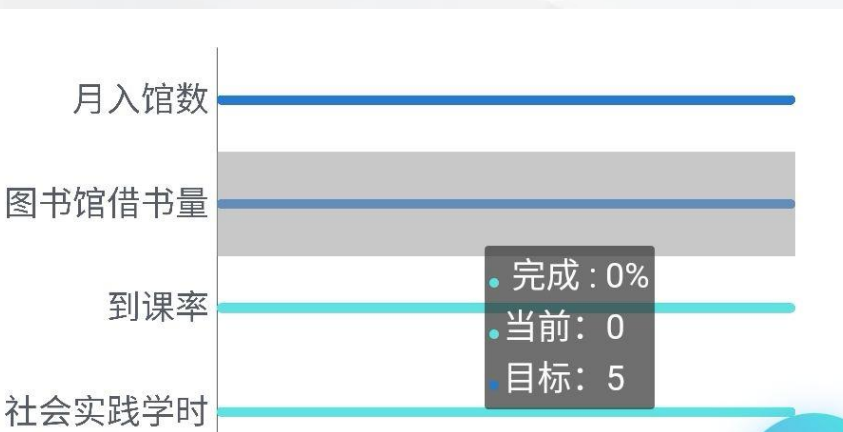 月入馆数
图书馆借书量
完成 : 0%
到课率
当前：0
目标：5
社会实践学时